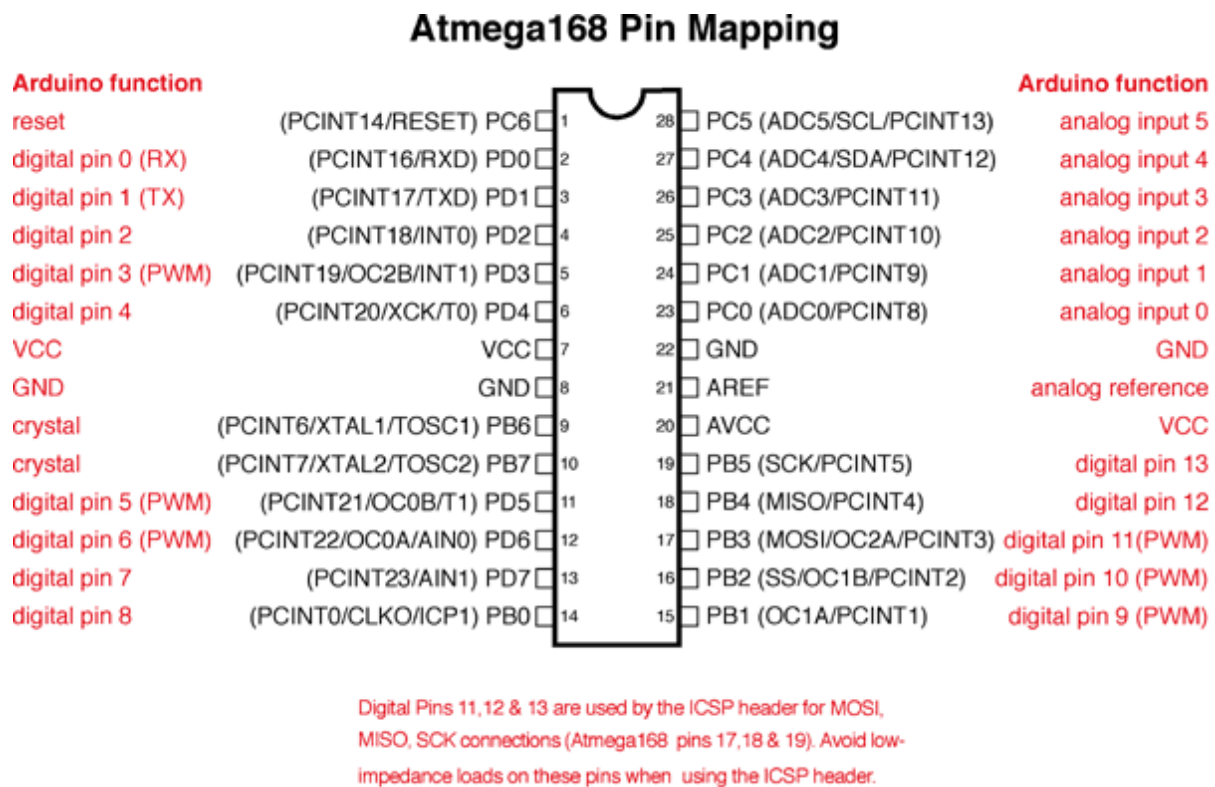 Atmega168 Pin Mapping
Arduino function Arduino function
reset (PCINT14/RESET) PC6 1 28 PC5 (ADC5/SCL/PCINT13) analog input 5
digital pin 0 (RX) (PCINT16/RXD) PD0 2 27 PC4 (ADC4/SDA/PCINT12) analog input 4
digital pin 1 (TX) (PCINT17/TXD) PD1 3 26 PC3 (ADC3/PCINT11) analog input 3
digital pin 2 (PCINT18/INT0) PD2 4 25 PC2 (ADC2/PCINT10) analog input 2
digital pin 3 (PWM) (PCINT19/OC2B/INT1) PD3 5 24 PC1 (ADC1/PCINT9) analog input 1
digital pin 4 (PCINT20/XCK/T0) PD4 6 23 PC0 (ADC0/PCINT8) analog input 0
VCC VCC 7 22 GND GND
GND GND 8 21 AREF analog reference
crystal (PCINT6/XTAL1/TOSC1) PB6 9 20 AVCC VCC
crystal (PCINT7/XTAL2/TOSC2) PB7 10 19 PB5 (SCK/PCINT5) digital pin 13
digital pin 5 (PWM) (PCINT21/OC0B/T1) PD5 11 18 PB4 (MISO/PCINT4) digital pin 12
digital pin 6 (PWM) (PCINT22/OC0A/AIN0) PD6 12 17 PB3 (MOSI/OC2A/PCINT3) digital pin 11(PWM)
digital pin 7 (PCINT23/AIN1) PD7 13 16 PB2 (SS/OC1B/PCINT2) digital pin 10 (PWM)
digital pin 8 (PCINT0/CLKO/ICP1) PB0 14 15 PB1 (OC1A/PCINT1) digital pin 9 (PWM)
Digital Pins 11,12 & 13 are used by the ICSP header for MOSI,
MISO, SCK connections (Atmega168 pins 17,18 & 19). Avoid low-
impedance loads on these pins when using the ICSP header.